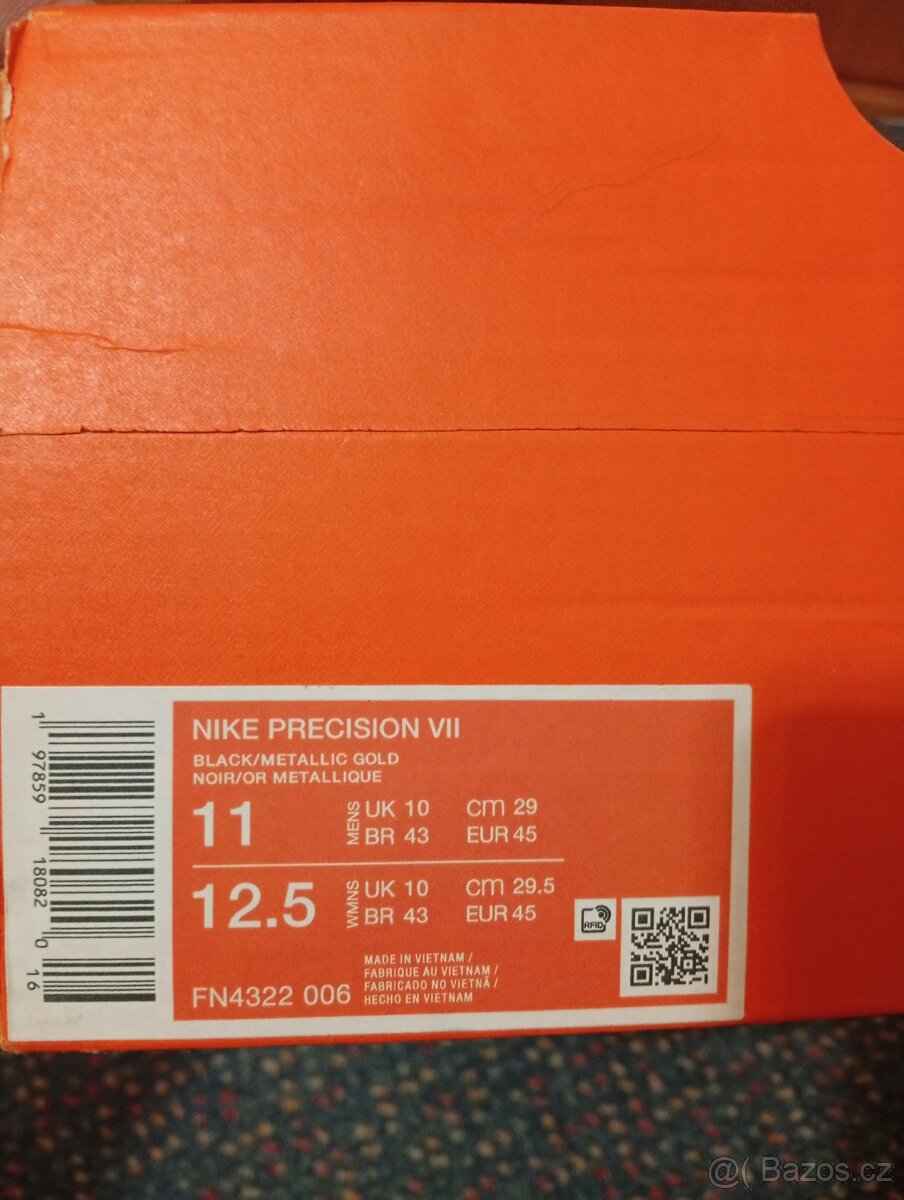 NIKE PRECISION VII
BLACK/METALLIC GOLD
NOIR/OR METALLIQUE
11 MENS UK 10 cm 29
BR 43 EUR 45
12.5 WMNS UK 10 cm 29.5
BR 43 EUR 45
FN4322 006
MADE IN VIETNAM /
FABRIQUE AU VIETNAM /
FABRICADO NO VIETNÃ /
HECHO EN VIETNAM
RFID
1 97859 18082 0 16
@( Bazos.cz